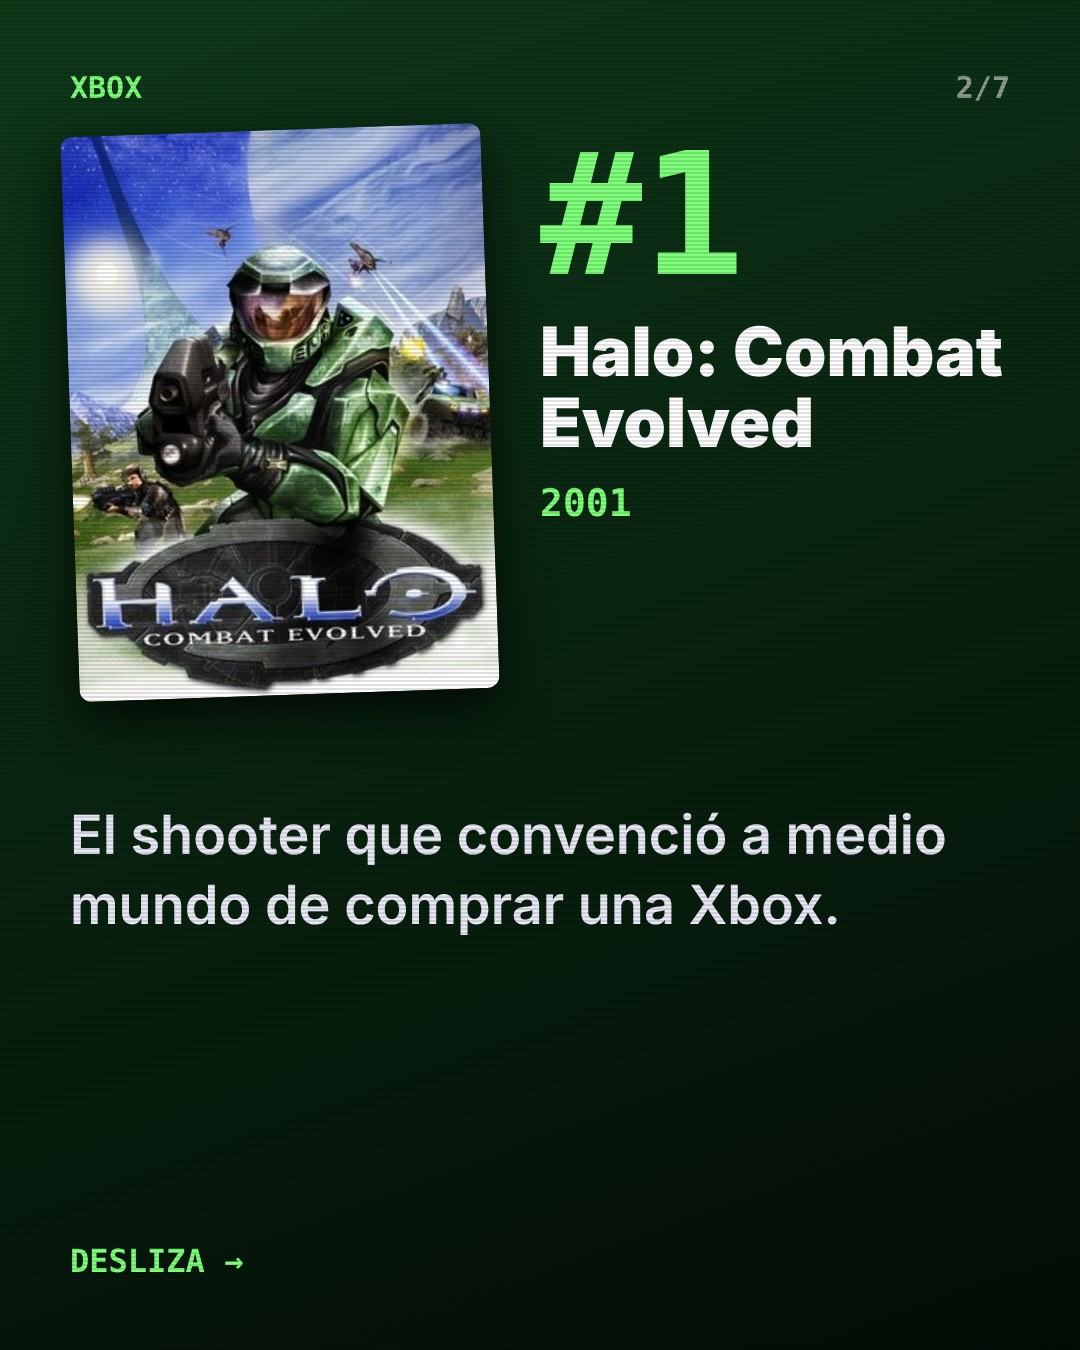 XBOX
2/7
#1
Halo: Combat
Evolved
2001
HALO
COMBAT EVOLVED
El shooter que convenció a medio
mundo de comprar una Xbox.
DESLIZA →